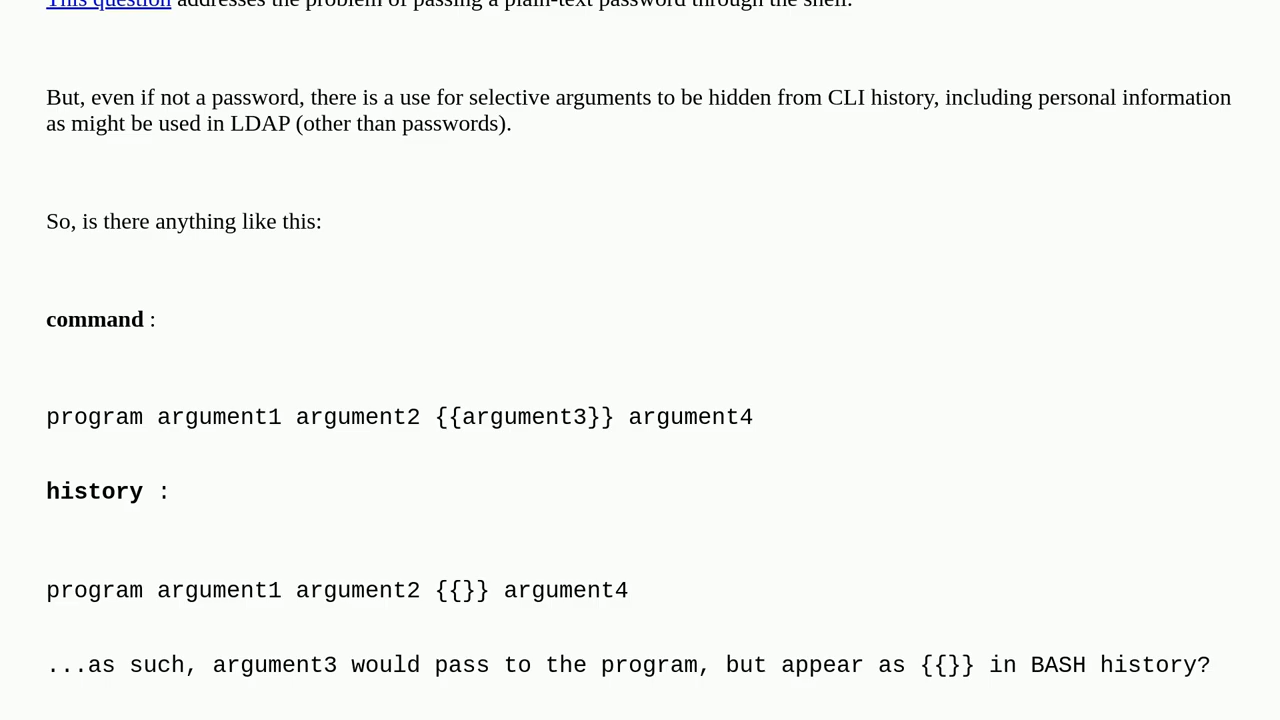 This question addresses the problem of passing a plain-text password through the shell.
But, even if not a password, there is a use for selective arguments to be hidden from CLI history, including personal information
as might be used in LDAP (other than passwords).
So, is there anything like this:
command :
program argument1 argument2 {{argument3}} argument4
history :
program argument1 argument2 {{}} argument4
...as such, argument3 would pass to the program, but appear as {{}} in BASH history?